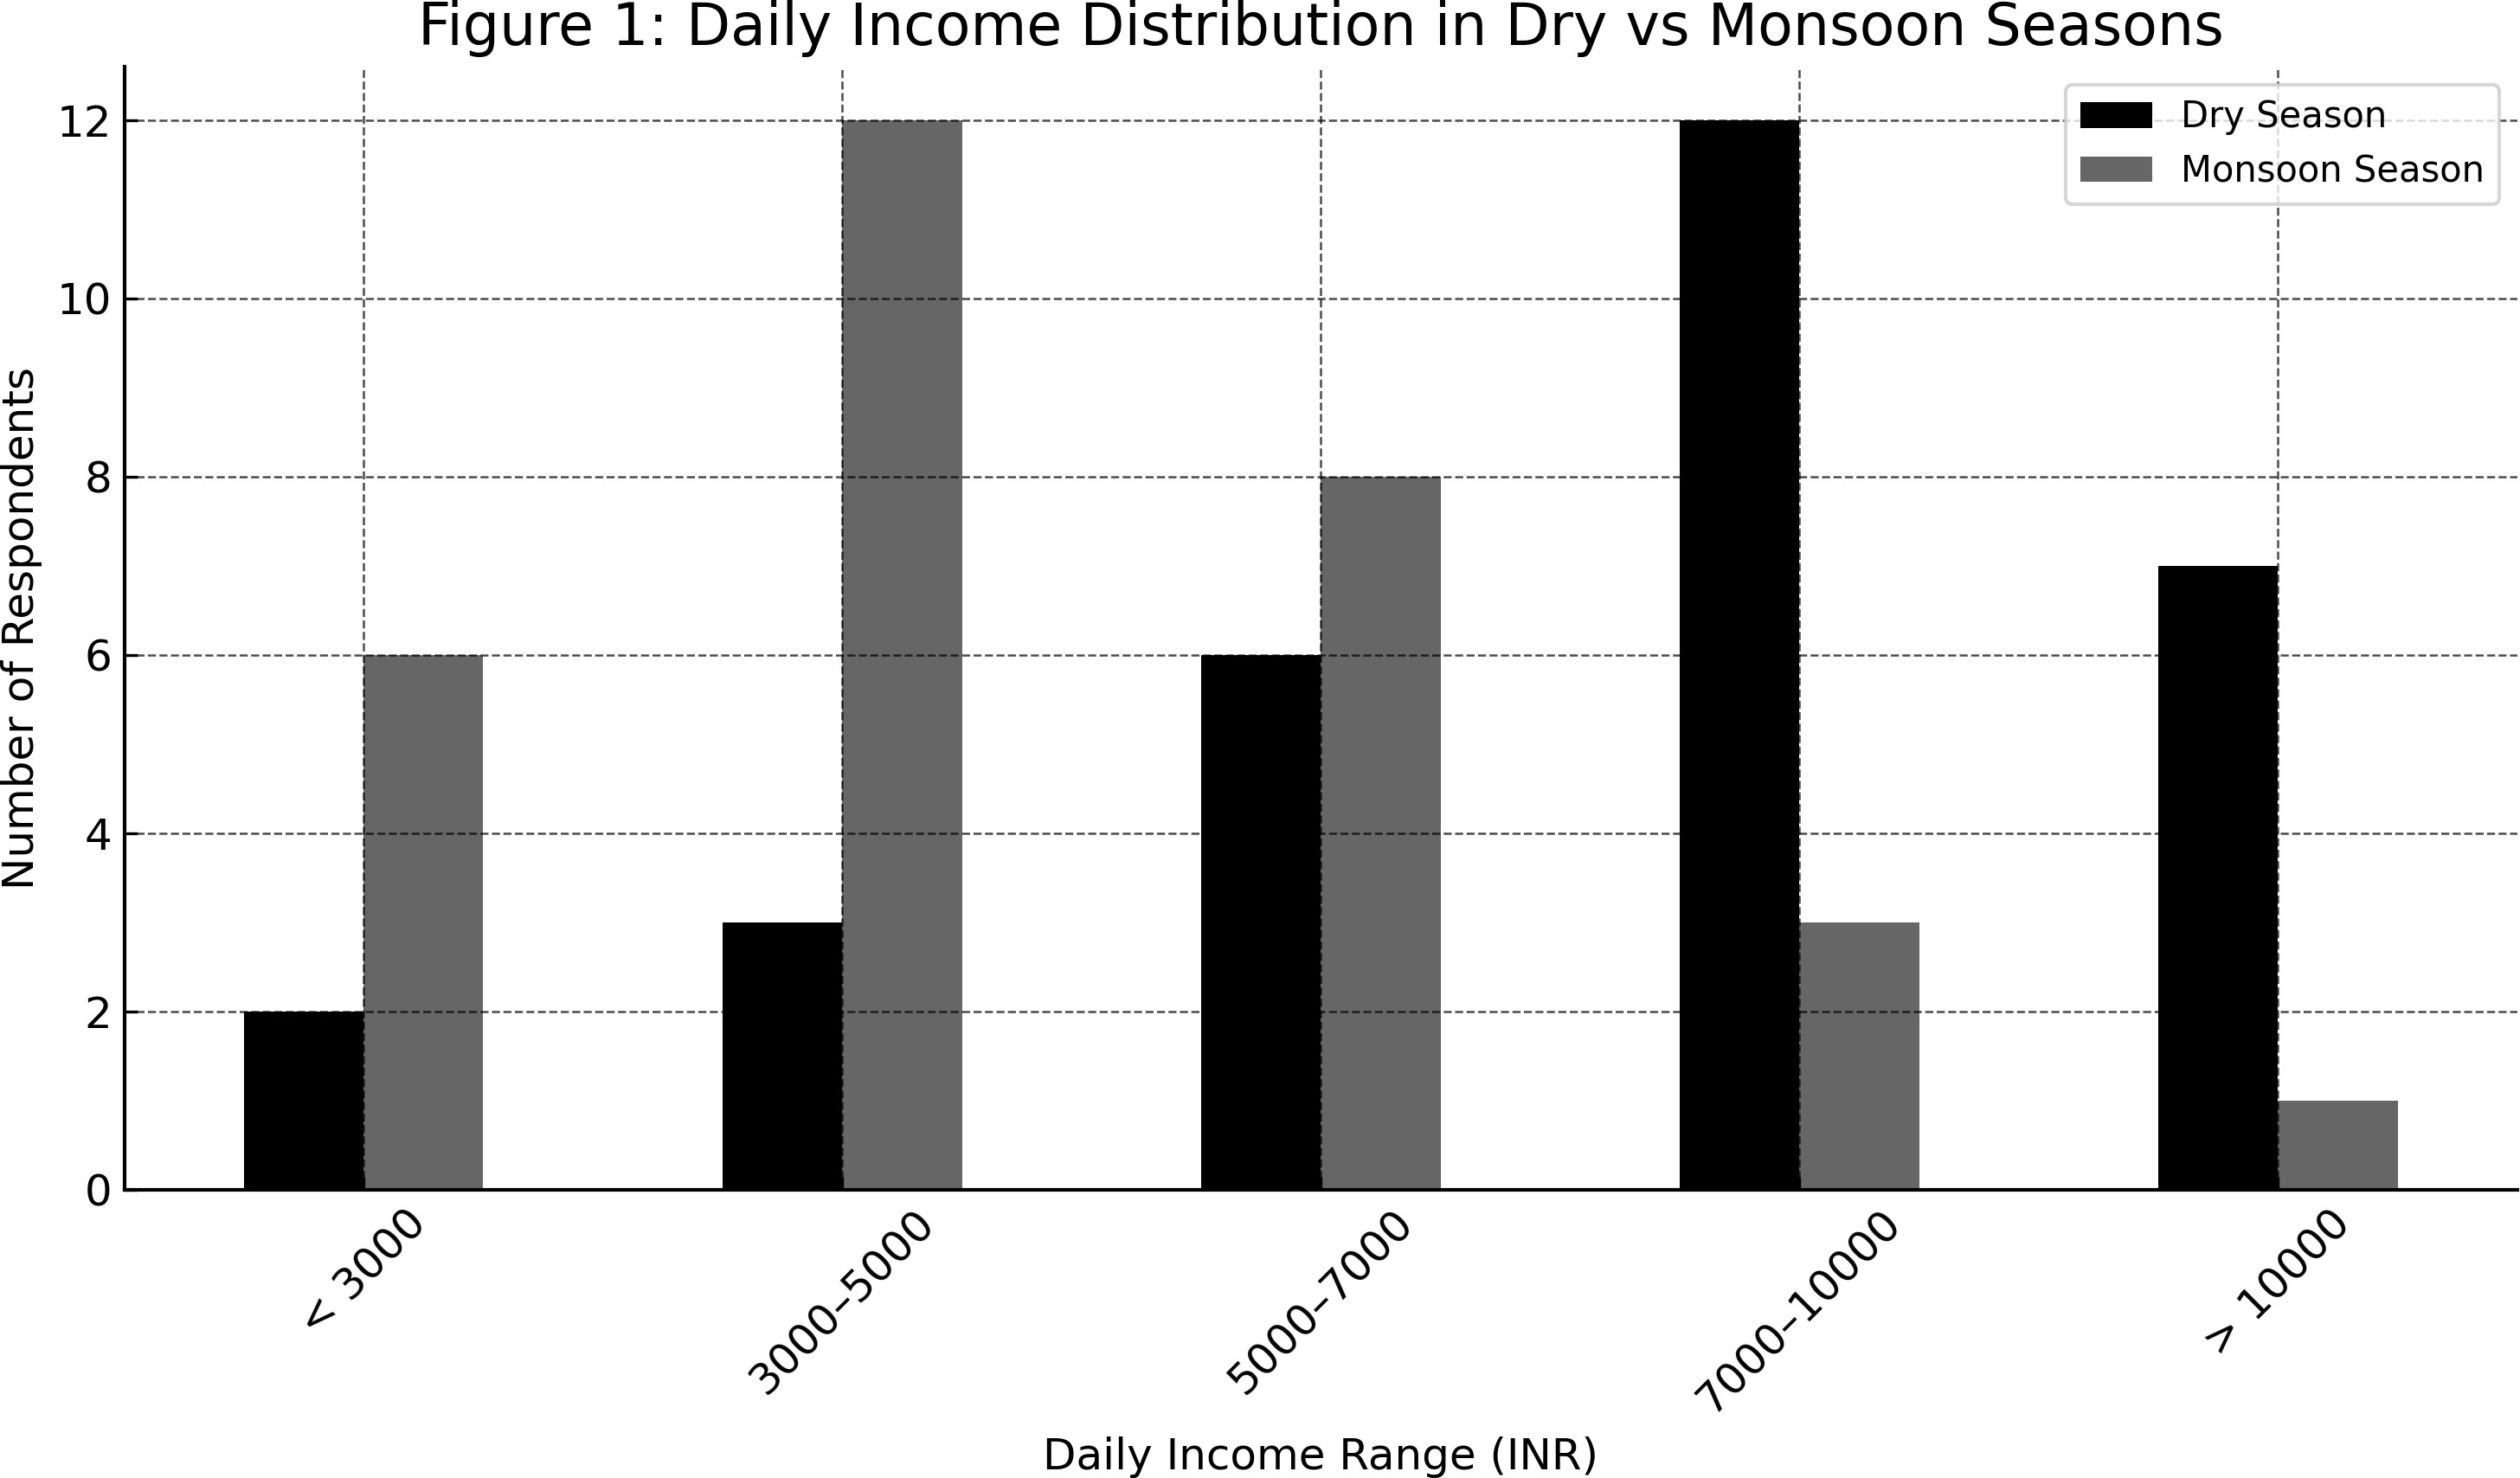 Figure 1: Daily Income Distribution in Dry vs Monsoon Seasons
Dry Season
Monsoon Season
Number of Respondents
12
10
8
6
4
2
0
< 3000
3000–5000
5000–7000
7000–10000
> 10000
Daily Income Range (INR)